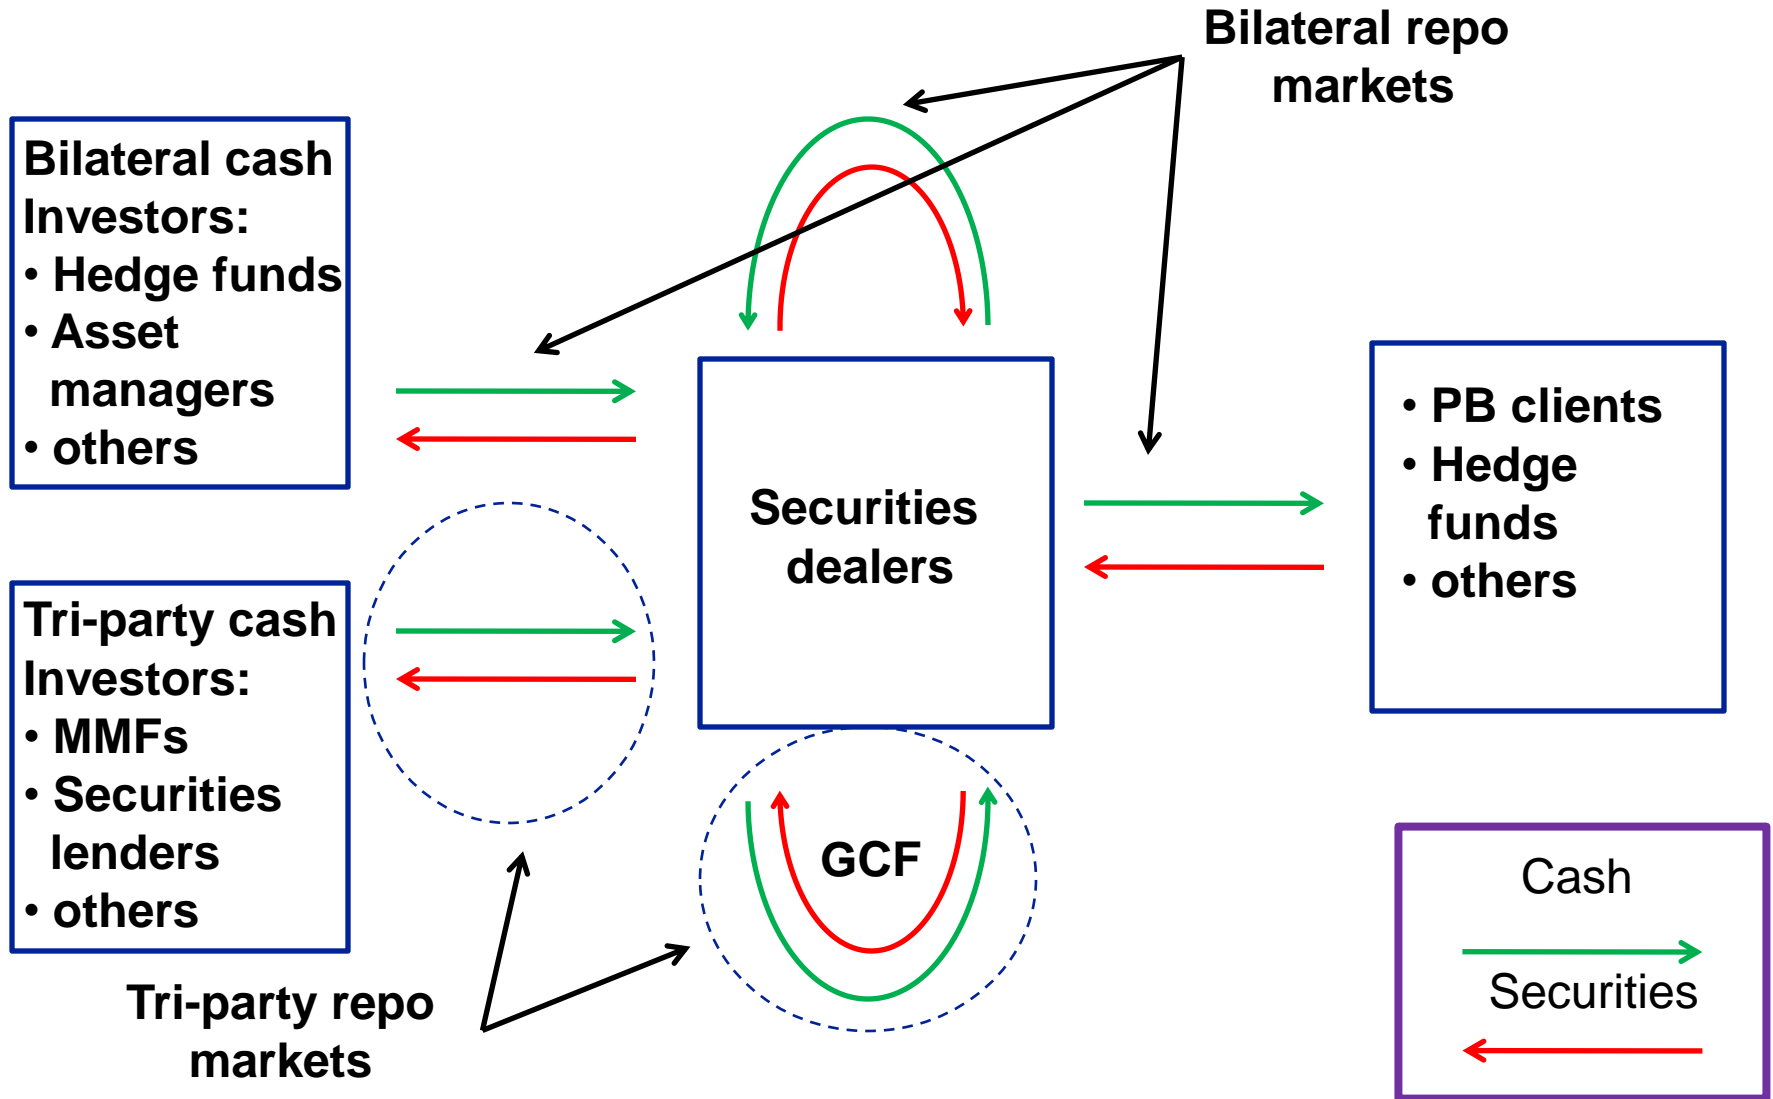 Bilateral repo
markets
Bilateral cash
Investors:
• Hedge funds
• Asset
managers
• others
Securities
dealers
• PB clients
• Hedge
funds
• others
Tri-party cash
Investors:
• MMFs
• Securities
lenders
• others
GCF
Tri-party repo
markets
Cash
Securities